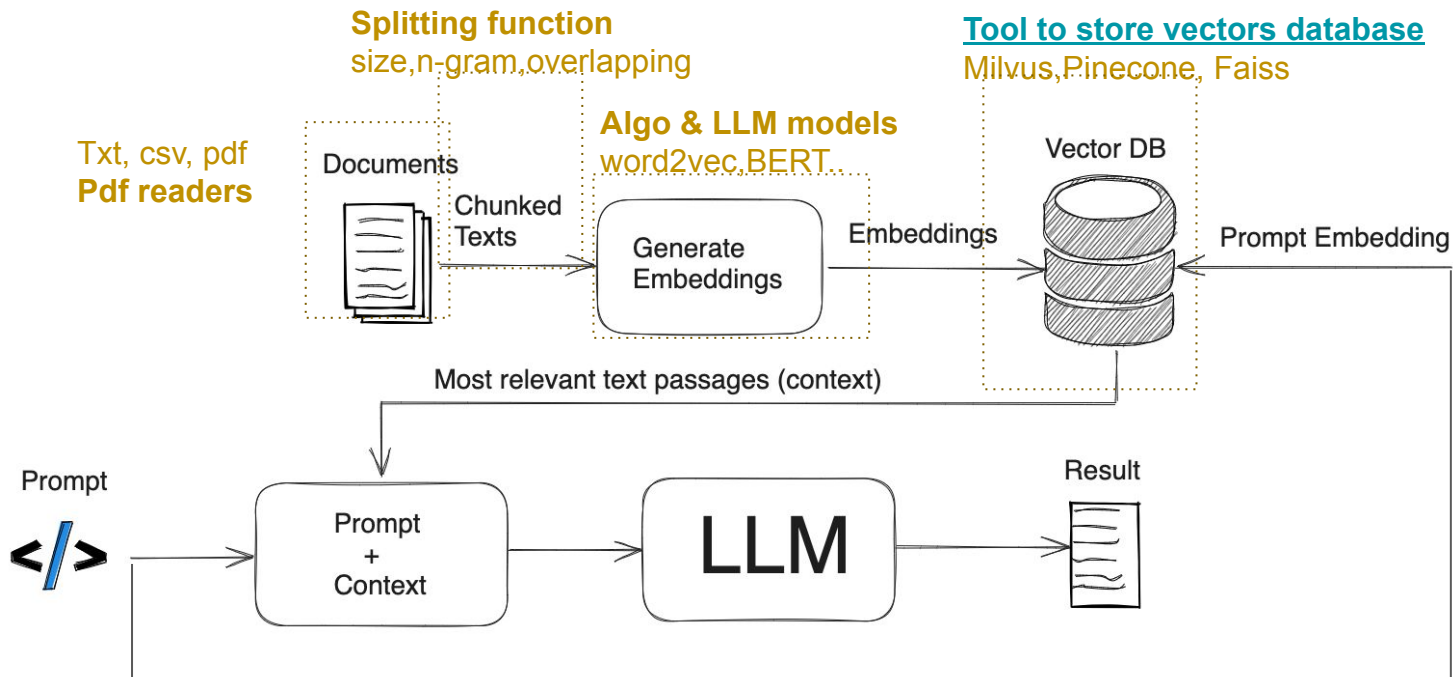 Splitting function
size,n-gram,overlapping
Tool to store vectors database
Milvus,Pinecone, Faiss
Algo & LLM models
word2vec,BERT..
Txt, csv, pdf
Pdf readers
Documents
Chunked
Texts
Generate
Embeddings
Embeddings
Vector DB
Prompt Embedding
Most relevant text passages (context)
Prompt
</>
Prompt
+
Context
LLM
Result